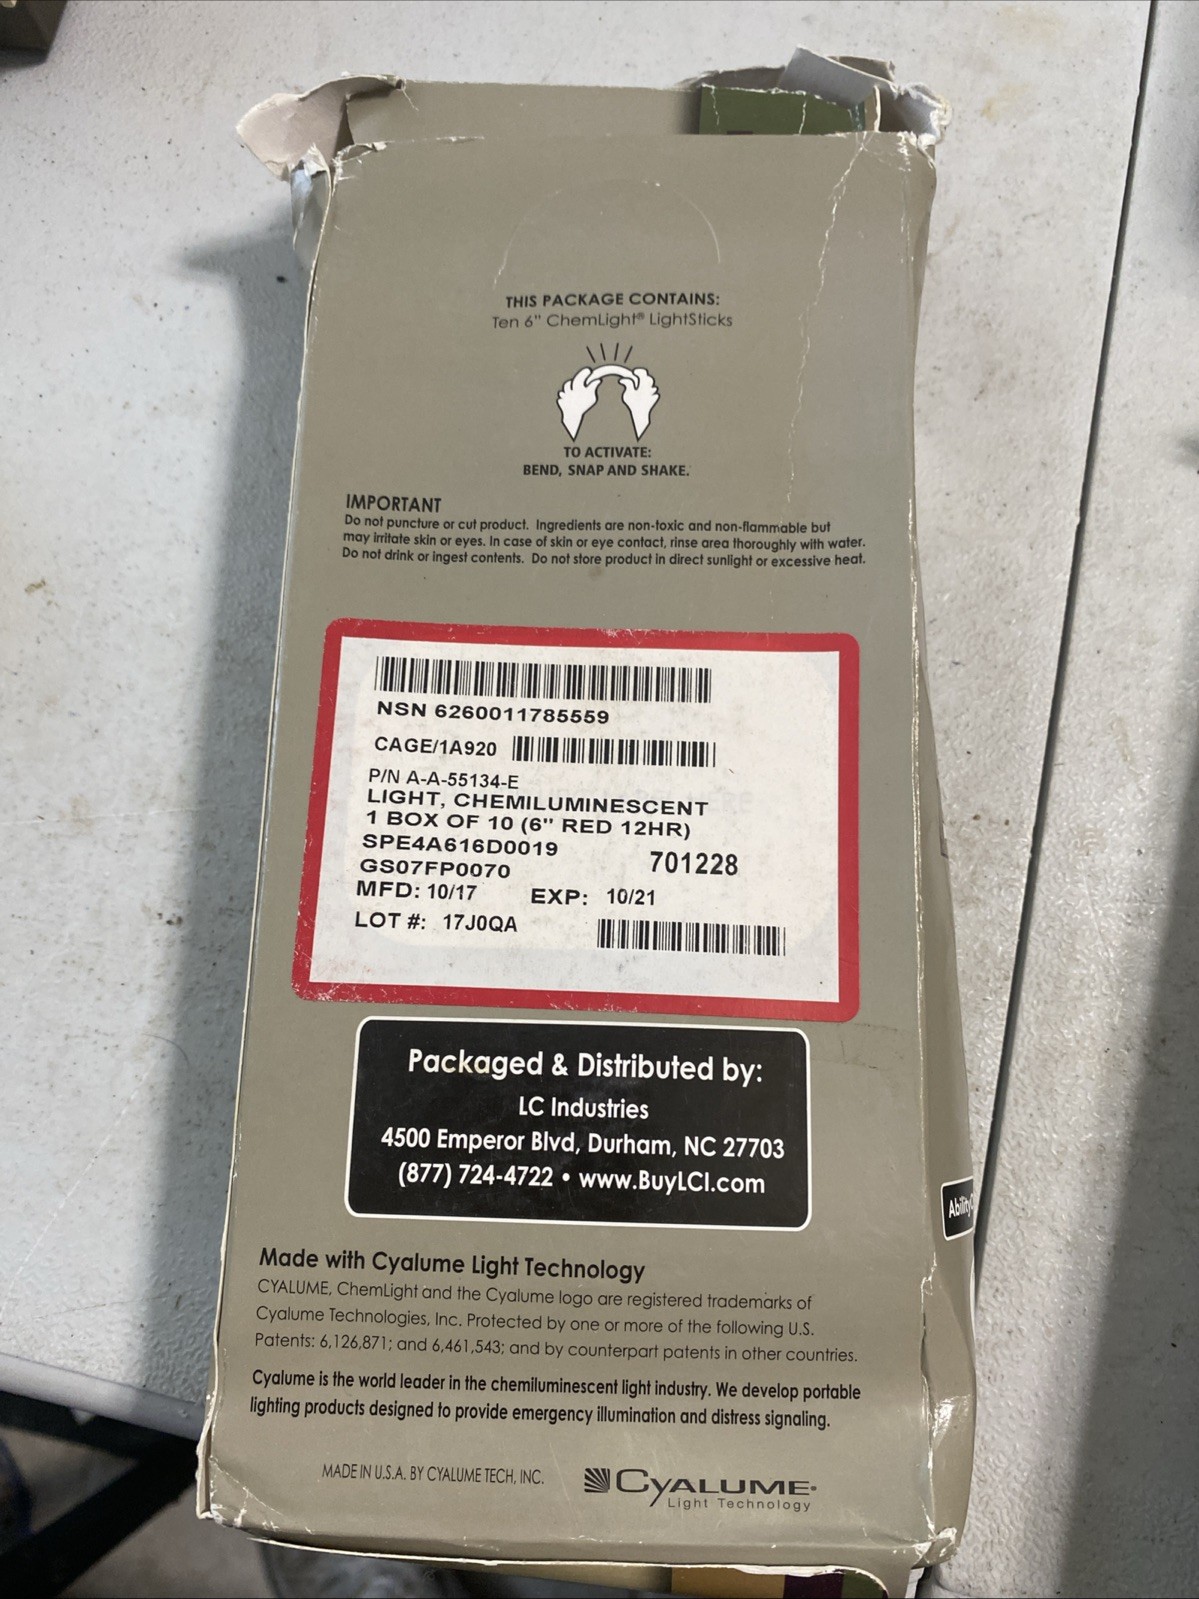 THIS PACKAGE CONTAINS:
Ten 6" ChemLight® LightSticks
TO ACTIVATE:
BEND, SNAP AND SHAKE.
IMPORTANT
Do not puncture or cut product. Ingredients are non-toxic and non-flammable but
may irritate skin or eyes. In case of skin or eye contact, rinse area thoroughly with water.
Do not drink or ingest contents. Do not store product in direct sunlight or excessive heat.
NSN 6260011785559
CAGE/1A920
P/N A-A-55134-E
LIGHT, CHEMILUMINESCENT
1 BOX OF 10 (6" RED 12HR)
SPE4A616D0019
701228
GS07FP0070
MFD: 10/17 EXP: 10/21
LOT #: 17J0QA
Packaged & Distributed by:
LC Industries
4500 Emperor Blvd, Durham, NC 27703
(877) 724-4722 • www.BuyLCI.com
Ability
Made with Cyalume Light Technology
CYALUME, ChemLight and the Cyalume logo are registered trademarks of
Cyalume Technologies, Inc. Protected by one or more of the following U.S.
Patents: 6,126,871; and 6,461,543; and by counterpart patents in other countries.
Cyalume is the world leader in the chemiluminescent light industry. We develop portable
lighting products designed to provide emergency illumination and distress signaling.
MADE IN U.S.A. BY CYALUME TECH, INC.
CYALUME
Light Technology